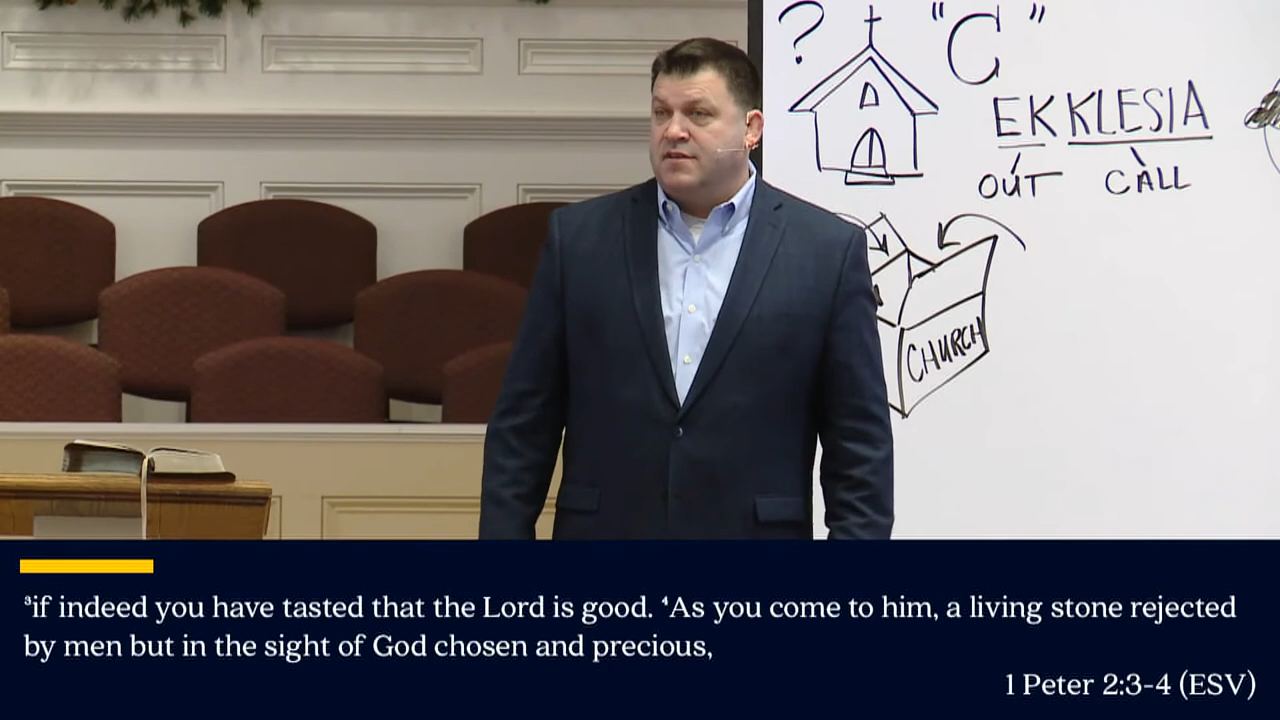 ?
"C"
EKKLESIA
OUT CALL
CHURCH
³if indeed you have tasted that the Lord is good. ⁴As you come to him, a living stone rejected
by men but in the sight of God chosen and precious,
1 Peter 2:3-4 (ESV)